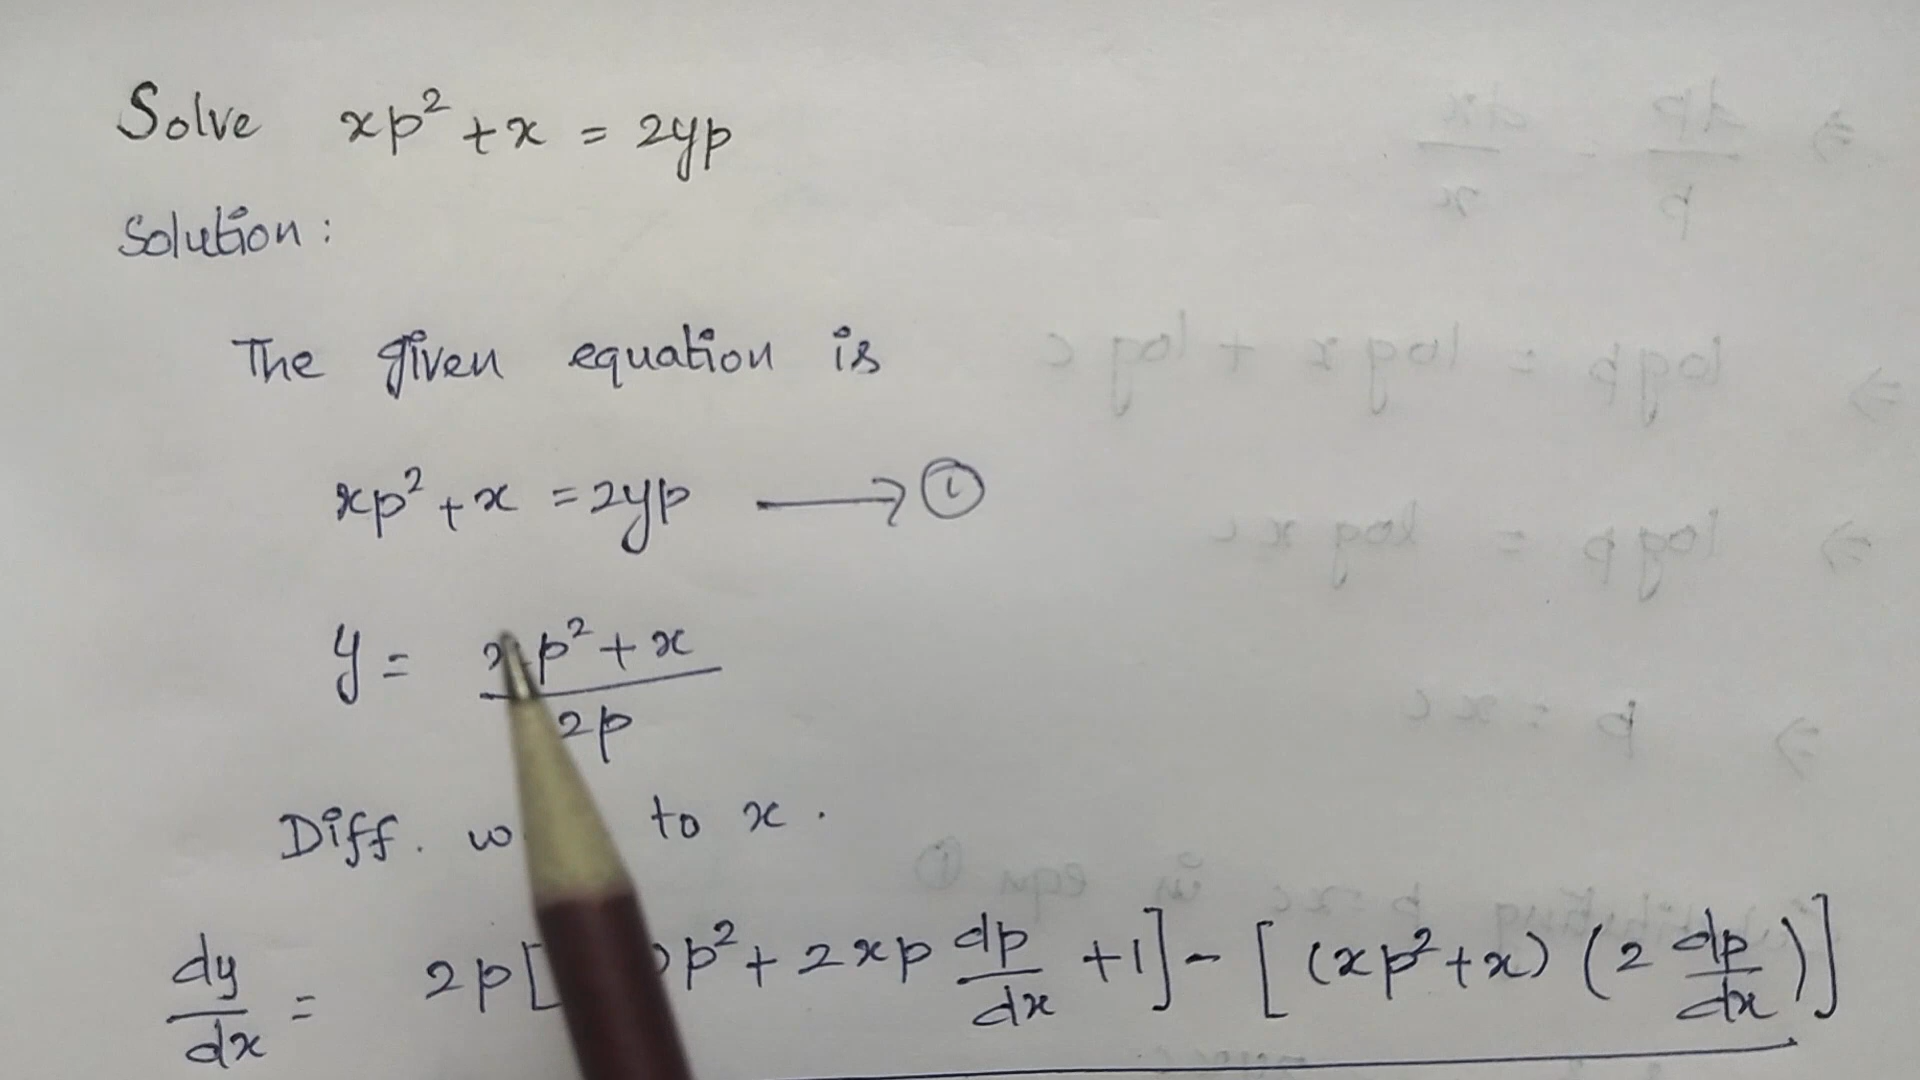 Solve xp² + x = 2yp
Solution:
The given equation is
xp² + x = 2yp ⟶ ①
y = xp² + x / 2p
Diff. w to x.
dy/dx = 2p[ p² + 2xp dp/dx + 1] - [(xp² + x) (2 dp/dx)]